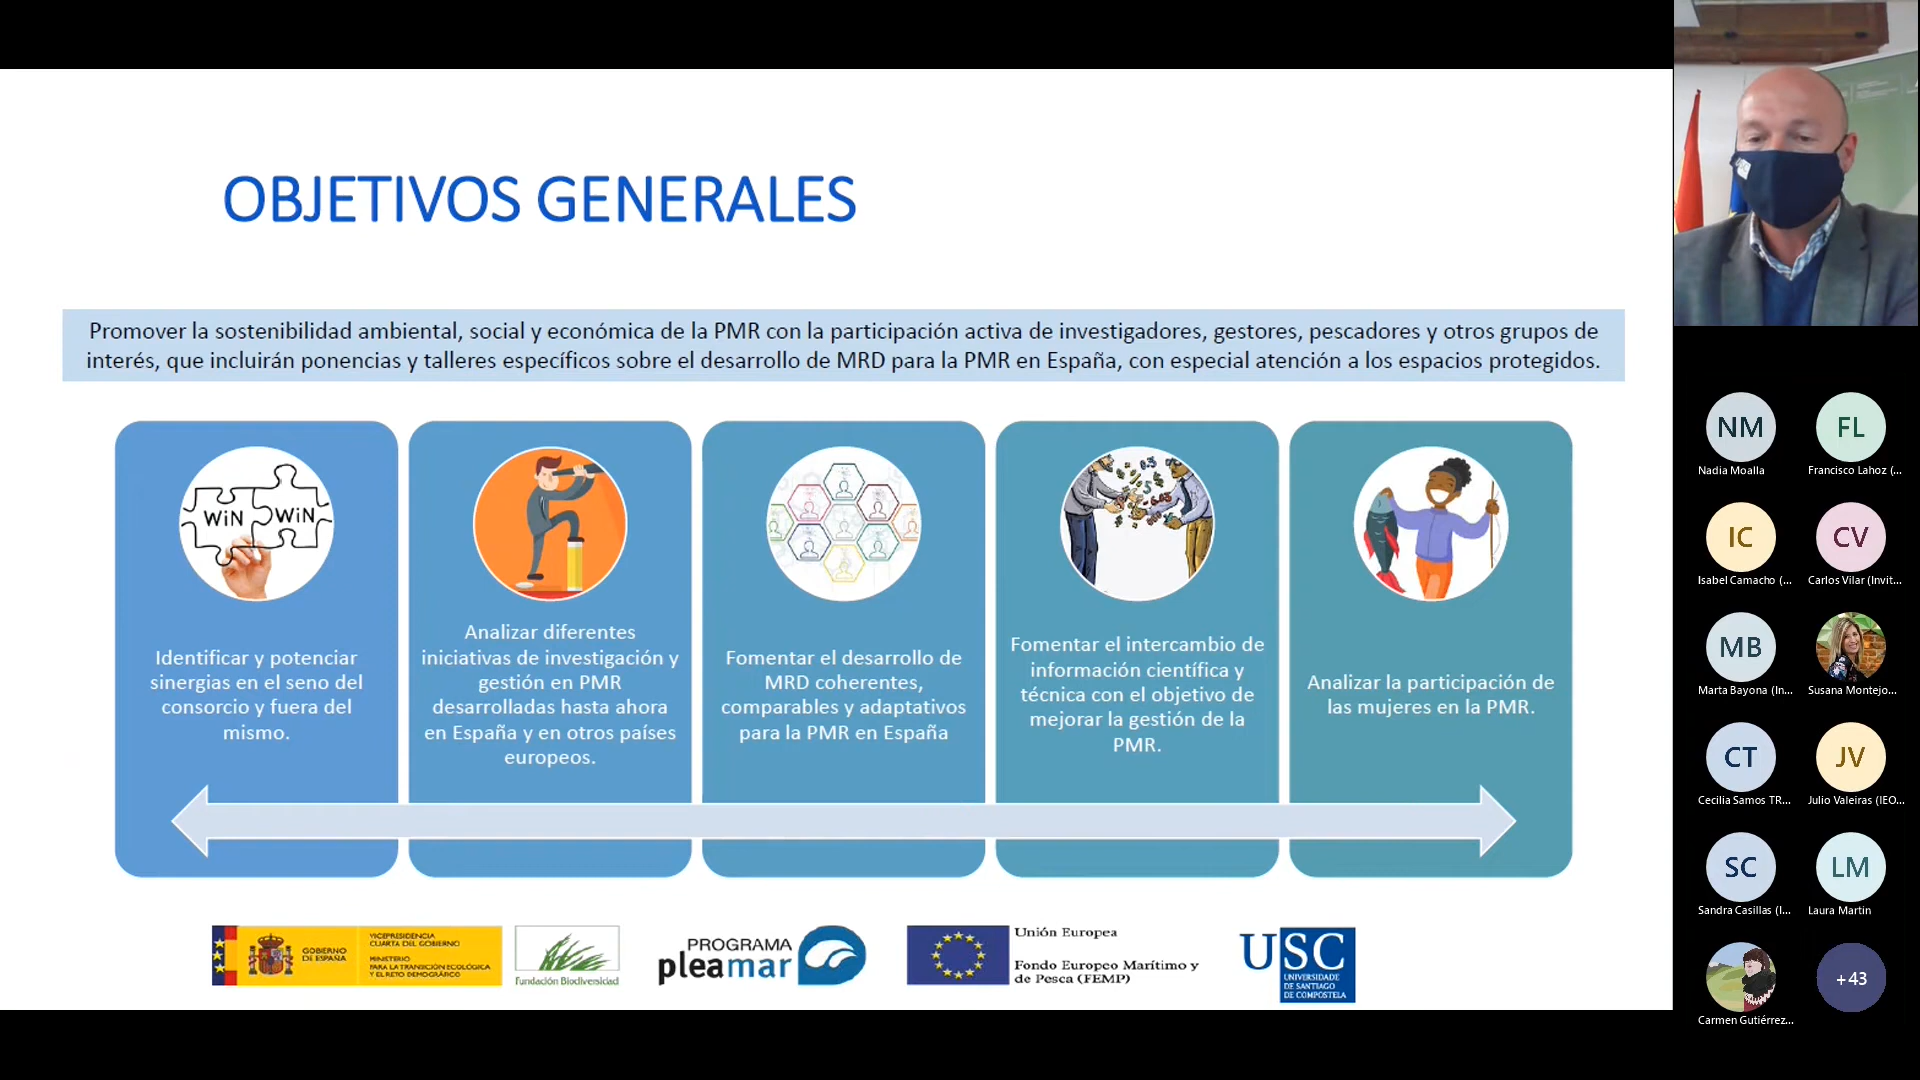 OBJETIVOS GENERALES
Promover la sostenibilidad ambiental, social y económica de la PMR con la participación activa de investigadores, gestores, pescadores y otros grupos de
interés, que incluirán ponencias y talleres específicos sobre el desarrollo de MRD para la PMR en España, con especial atención a los espacios protegidos.
WiN WiN
Identificar y potenciar
sinergias en el seno del
consorcio y fuera del
mismo.
Analizar diferentes
iniciativas de investigación y
gestión en PMR
desarrolladas hasta ahora
en España y en otros países
europeos.
Fomentar el desarrollo de
MRD coherentes,
comparables y adaptativos
para la PMR en España
Fomentar el intercambio de
información científica y
técnica con el objetivo de
mejorar la gestión de la
PMR.
Analizar la participación de
las mujeres en la PMR.
GOBIERNO
DE ESPAÑA
VICEPRESIDENCIA
CUARTA DEL GOBIERNO
MINISTERIO
PARA LA TRANSICIÓN ECOLÓGICA
Y EL RETO DEMOGRÁFICO
Fundación Biodiversidad
PROGRAMA
pleamar
Unión Europea
Fondo Europeo Marítimo y
de Pesca (FEMP)
USC
UNIVERSIDADE
DE SANTIAGO
DE COMPOSTELA
NM
Nadia Moalla
FL
Francisco Lahoz (...
IC
Isabel Camacho (...
CV
Carlos Vilar (Invit...
MB
Marta Bayona (In...
Susana Montejo...
CT
Cecilia Samos TR...
JV
Julio Valeiras (IEO...
SC
Sandra Casillas (I...
LM
Laura Martin
Carmen Gutiérrez...
+43